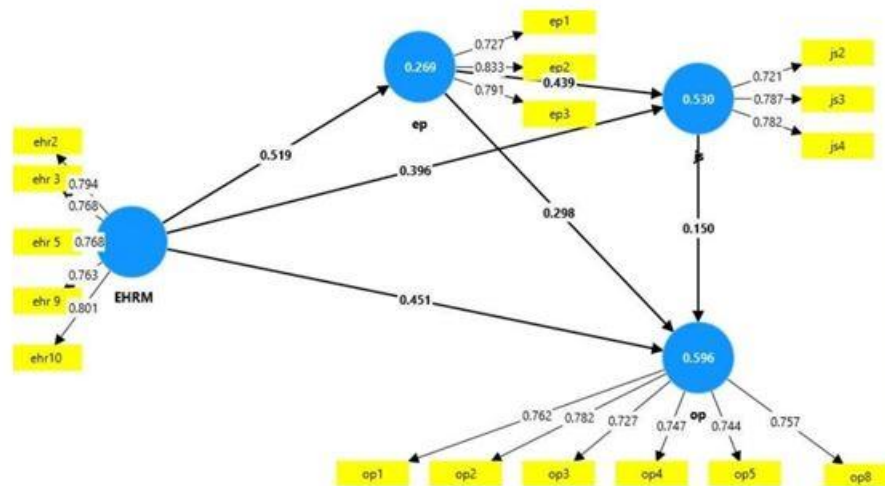 ep1
0.727
0.269
0.833
ep2
0.439
0.791
ep3
ep
js2
0.721
0.530
0.787
js3
0.782
js4
js
0.519
0.396
ehr2
0.794
ehr 3
0.768
ehr 5
0.768
0.763
ehr 9
0.801
EHRM
ehr10
0.298
0.150
0.451
0.596
op
0.762
0.782
0.727
0.747
0.744
0.757
op1
op2
op3
op4
op5
op8